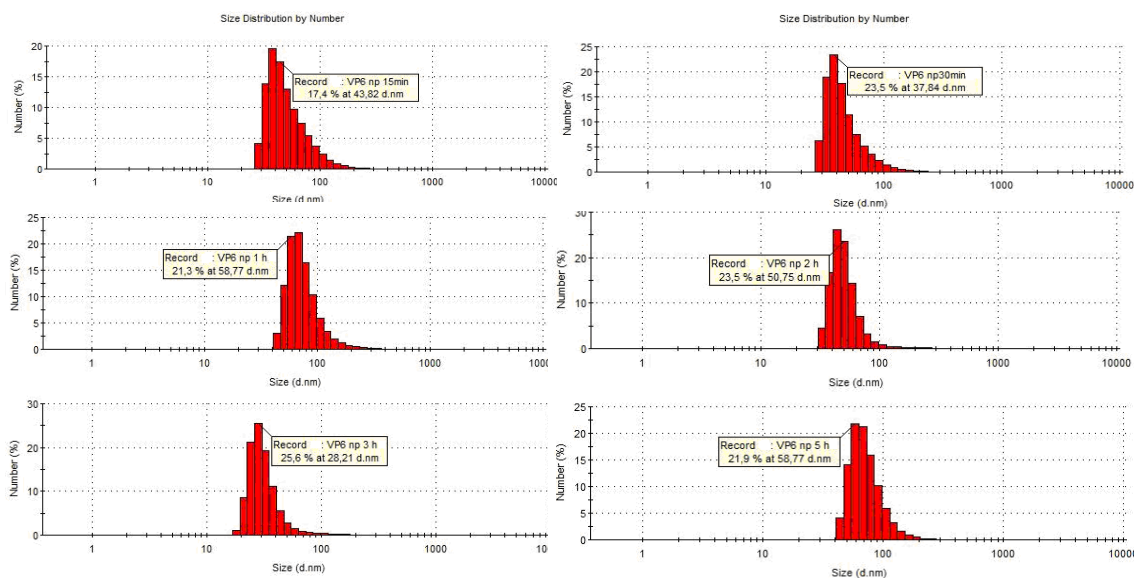 Size Distribution by Number
Number (%)
20
15
10
5
0
Record : VP6 np 15min
17,4 % at 43,82 d.nm
1 10 100 1000 10000
Size (d.nm)
Size Distribution by Number
Number (%)
25
20
15
10
5
0
Record : VP6 np30min
23,5 % at 37,84 d.nm
1 10 100 1000 10000
Size (d.nm)
Number (%)
25
20
15
10
5
0
Record : VP6 np 1 h
21,3 % at 58,77 d.nm
1 10 100 1000 10000
Size (d.nm)
Number (%)
30
20
10
0
Record : VP6 np 2 h
23,5 % at 50,75 d.nm
1 10 100 1000 10000
Size (d.nm)
Number (%)
30
20
10
0
Record : VP6 np 3 h
25,6 % at 28,21 d.nm
1 10 100 1000
Size (d.nm)
Number (%)
25
20
15
10
5
0
Record : VP6 np 5 h
21,9 % at 58,77 d.nm
1 10 100 1000 10000
Size (d.nm)